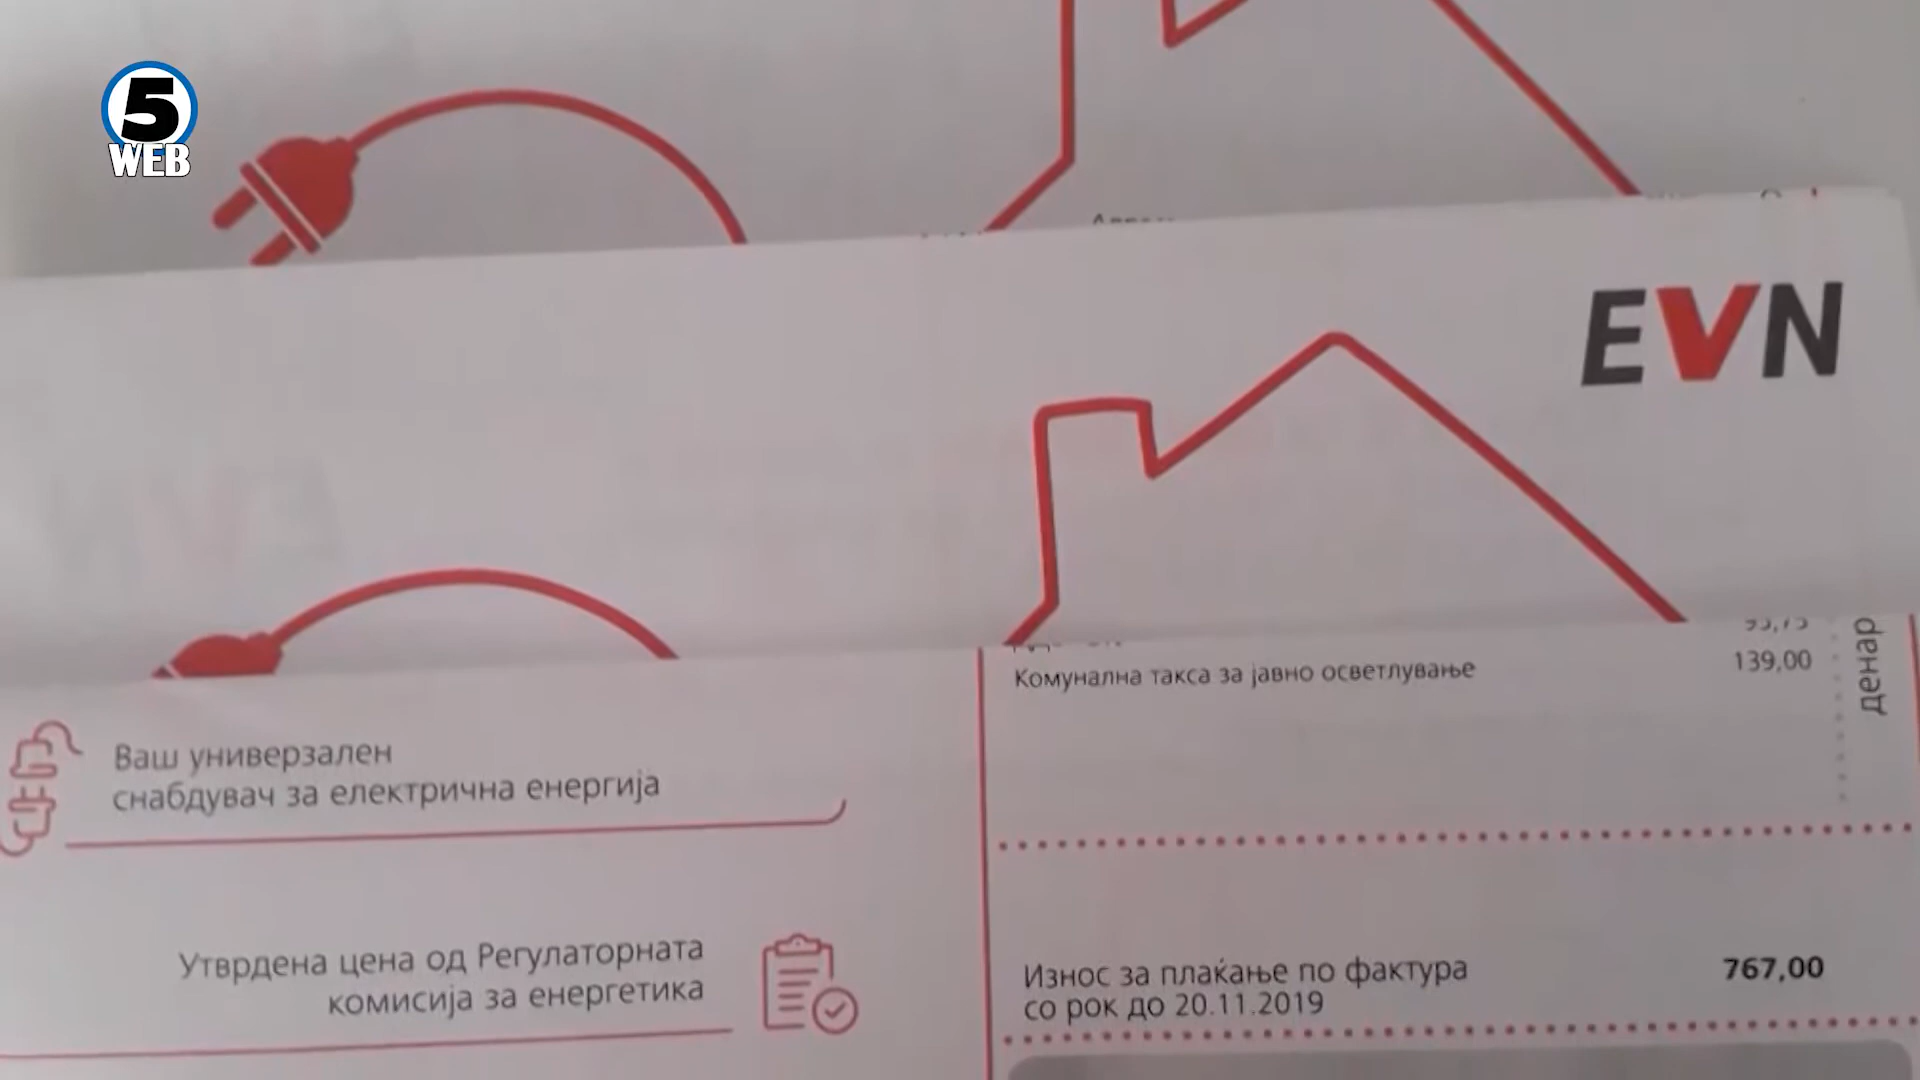 5
WEB
EVN
Комунална такса за јавно осветлување 139,00
денар
Ваш универзален
снабдувач за електрична енергија
Утврдена цена од Регулаторната
комисија за енергетика
Износ за плаќање по фактура 767,00
со рок до 20.11.2019